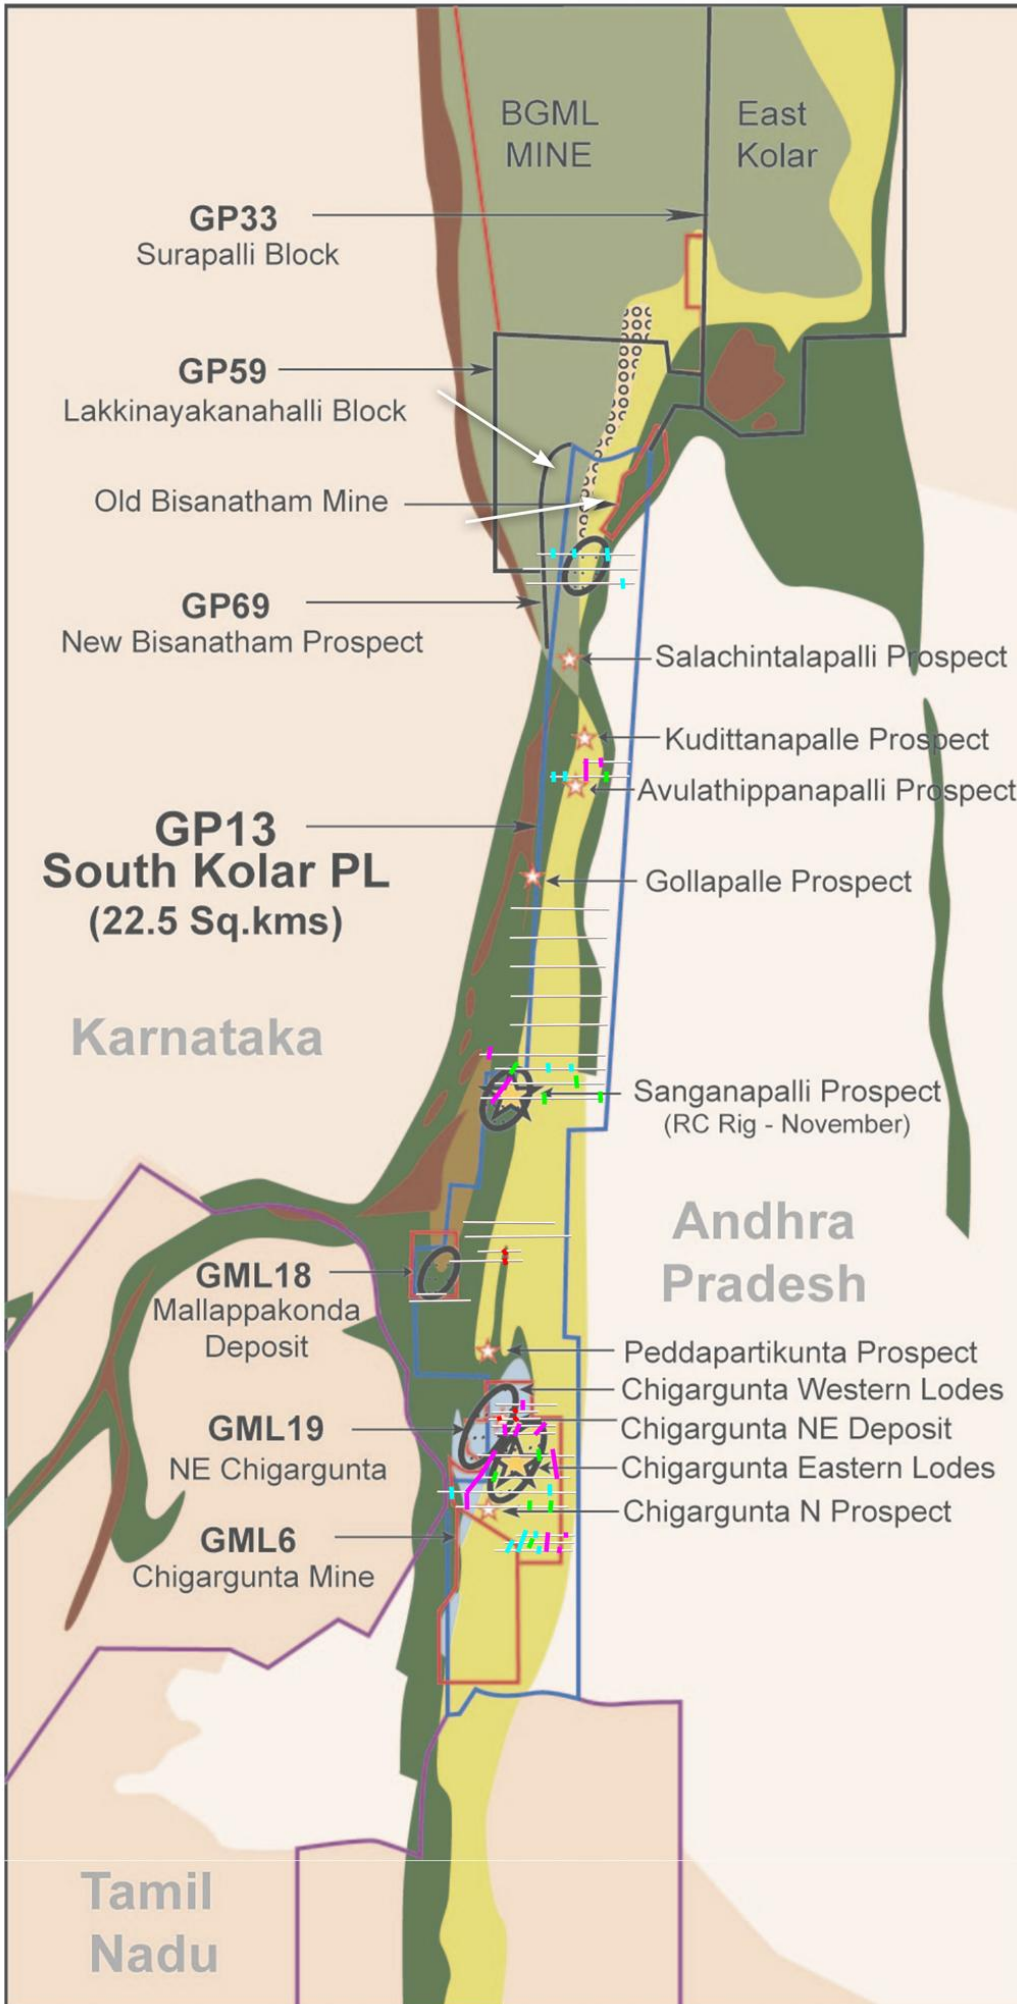 BGML
MINE
East
Kolar
GP33
Surapalli Block
GP59
Lakkinayakanahalli Block
Old Bisanatham Mine
GP69
New Bisanatham Prospect
Salachintalapalli Prospect
Kudittanapalle Prospect
Avulathippanapalli Prospect
GP13
South Kolar PL
(22.5 Sq.kms)
Gollapalle Prospect
Karnataka
Sanganapalli Prospect
(RC Rig - November)
Andhra
Pradesh
GML18
Mallappakonda
Deposit
Peddapartikunta Prospect
Chigargunta Western Lodes
GML19
NE Chigargunta
Chigargunta NE Deposit
Chigargunta Eastern Lodes
Chigargunta N Prospect
GML6
Chigargunta Mine
Tamil
Nadu